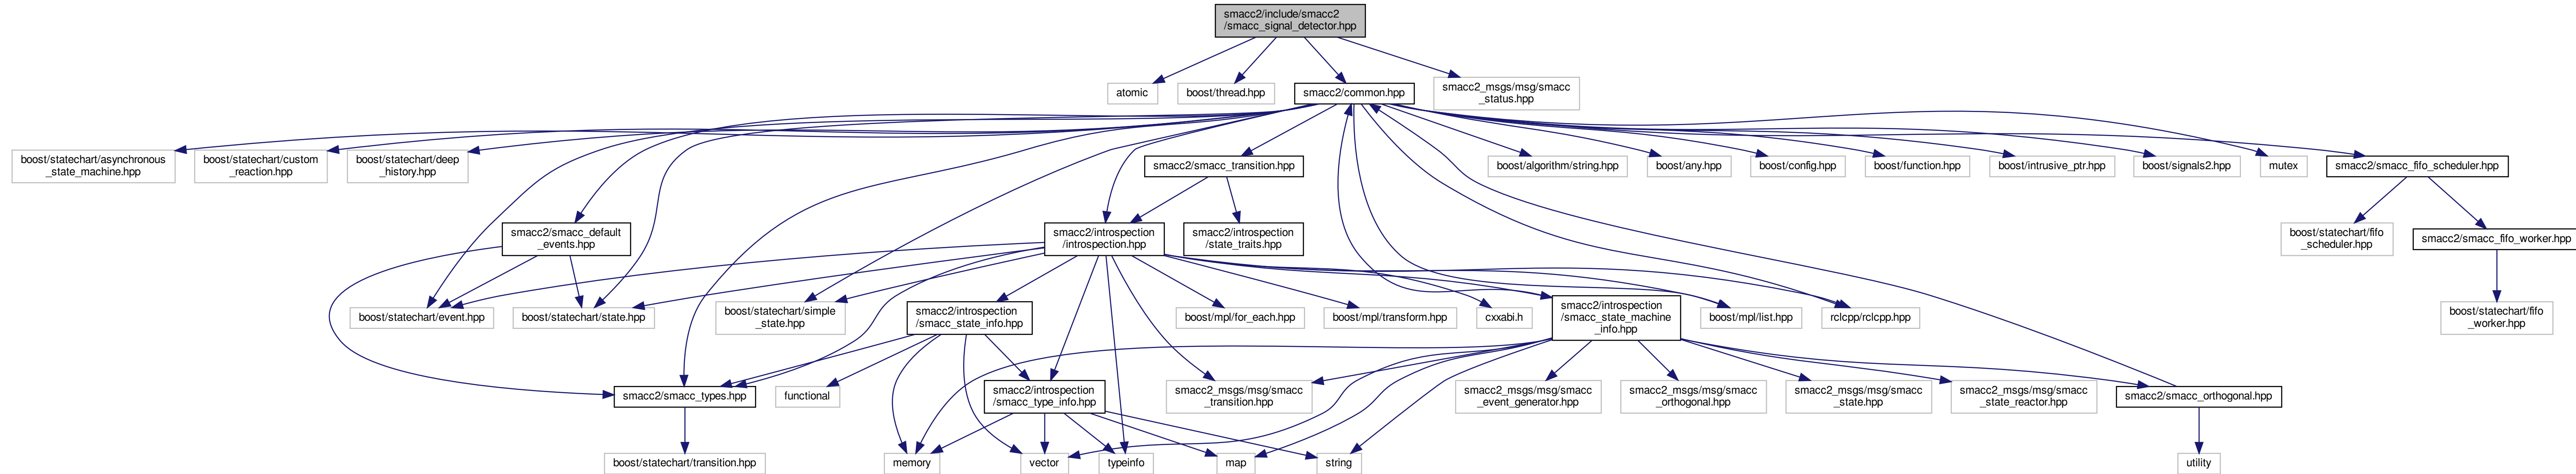 smacc2/include/smacc2
/smacc_signal_detector.hpp
atomic
boost/thread.hpp
smacc2/common.hpp
smacc2_msgs/msg/smacc
_status.hpp
boost/statechart/asynchronous
_state_machine.hpp
boost/statechart/custom
_reaction.hpp
boost/statechart/deep
_history.hpp
smacc2/smacc_transition.hpp
boost/algorithm/string.hpp
boost/any.hpp
boost/config.hpp
boost/function.hpp
boost/intrusive_ptr.hpp
boost/signals2.hpp
mutex
smacc2/smacc_fifo_scheduler.hpp
smacc2/smacc_default
_events.hpp
smacc2/introspection
/introspection.hpp
smacc2/introspection
/state_traits.hpp
boost/statechart/fifo
_scheduler.hpp
smacc2/smacc_fifo_worker.hpp
boost/statechart/event.hpp
boost/statechart/state.hpp
boost/statechart/simple
_state.hpp
smacc2/introspection
/smacc_state_info.hpp
boost/mpl/for_each.hpp
boost/mpl/transform.hpp
cxxabi.h
smacc2/introspection
/smacc_state_machine
_info.hpp
boost/mpl/list.hpp
rclcpp/rclcpp.hpp
boost/statechart/fifo
_worker.hpp
smacc2/smacc_types.hpp
functional
smacc2/introspection
/smacc_type_info.hpp
smacc2_msgs/msg/smacc
_transition.hpp
smacc2_msgs/msg/smacc
_event_generator.hpp
smacc2_msgs/msg/smacc
_orthogonal.hpp
smacc2_msgs/msg/smacc
_state.hpp
smacc2_msgs/msg/smacc
_state_reactor.hpp
smacc2/smacc_orthogonal.hpp
boost/statechart/transition.hpp
memory
vector
typeinfo
map
string
utility